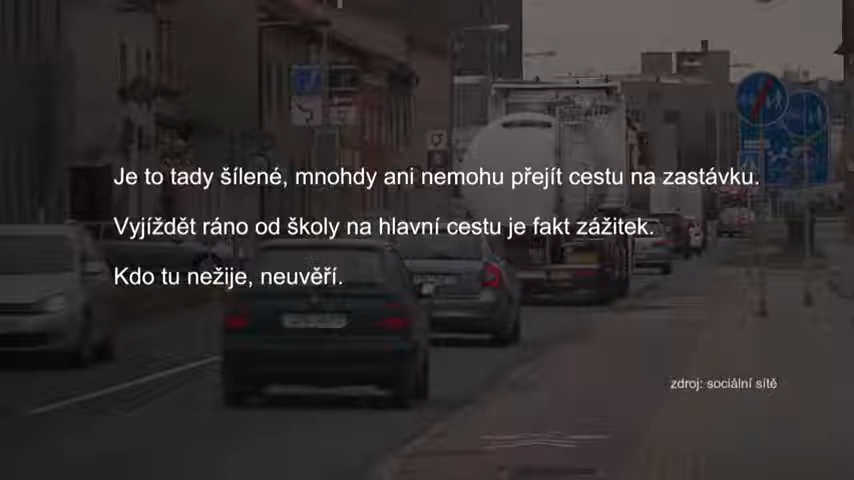 Je to tady šílené, mnohdy ani nemohu přejít cestu na zastávku.
Vyjíždět ráno od školy na hlavní cestu je fakt zážitek.
Kdo tu nežije, neuvěří.
zdroj: sociální sítě